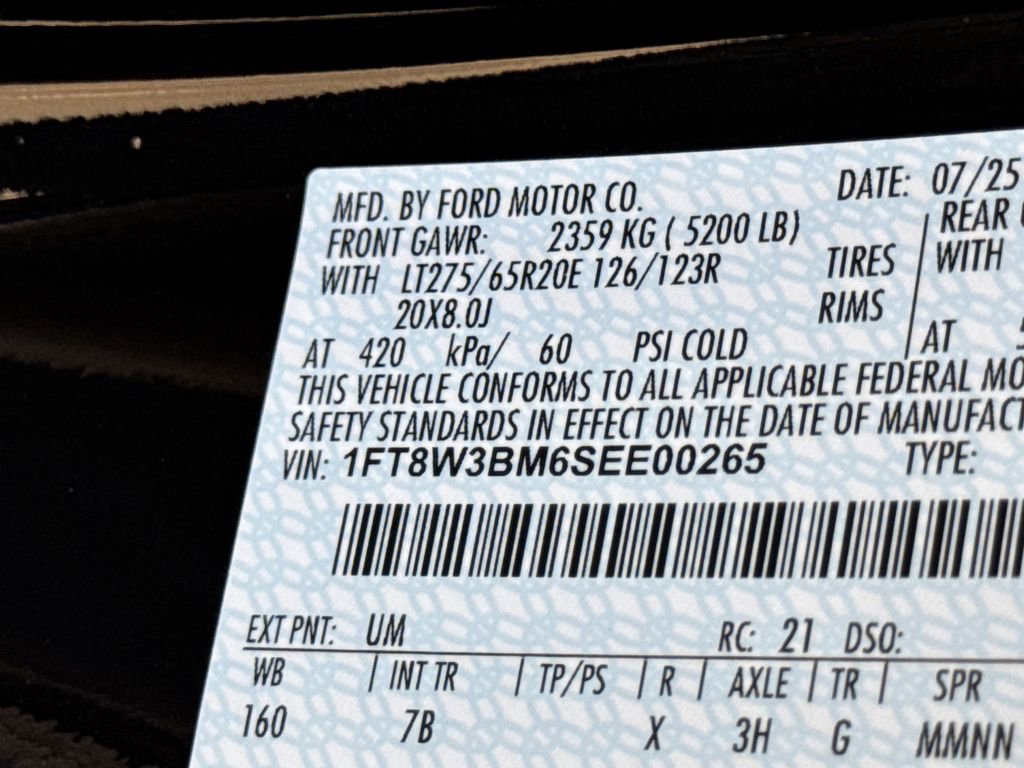 MFD. BY FORD MOTOR CO. DATE: 07/25
FRONT GAWR: 2359 KG ( 5200 LB) REAR
WITH LT275/65R20E 126/123R TIRES WITH
20X8.0J RIMS
AT 420 kPa/ 60 PSI COLD AT
THIS VEHICLE CONFORMS TO ALL APPLICABLE FEDERAL MO
SAFETY STANDARDS IN EFFECT ON THE DATE OF MANUFACT
VIN: 1FT8W3BM6SEE00265 TYPE:
EXT PNT: UM RC: 21 DSO:
WB | INT TR | TP/PS | R | AXLE | TR | SPR
160 7B X 3H G MMNN